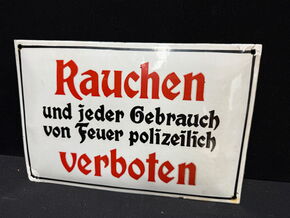 Rauchen
und jeder Gebrauch
von Feuer polizeilich
verboten